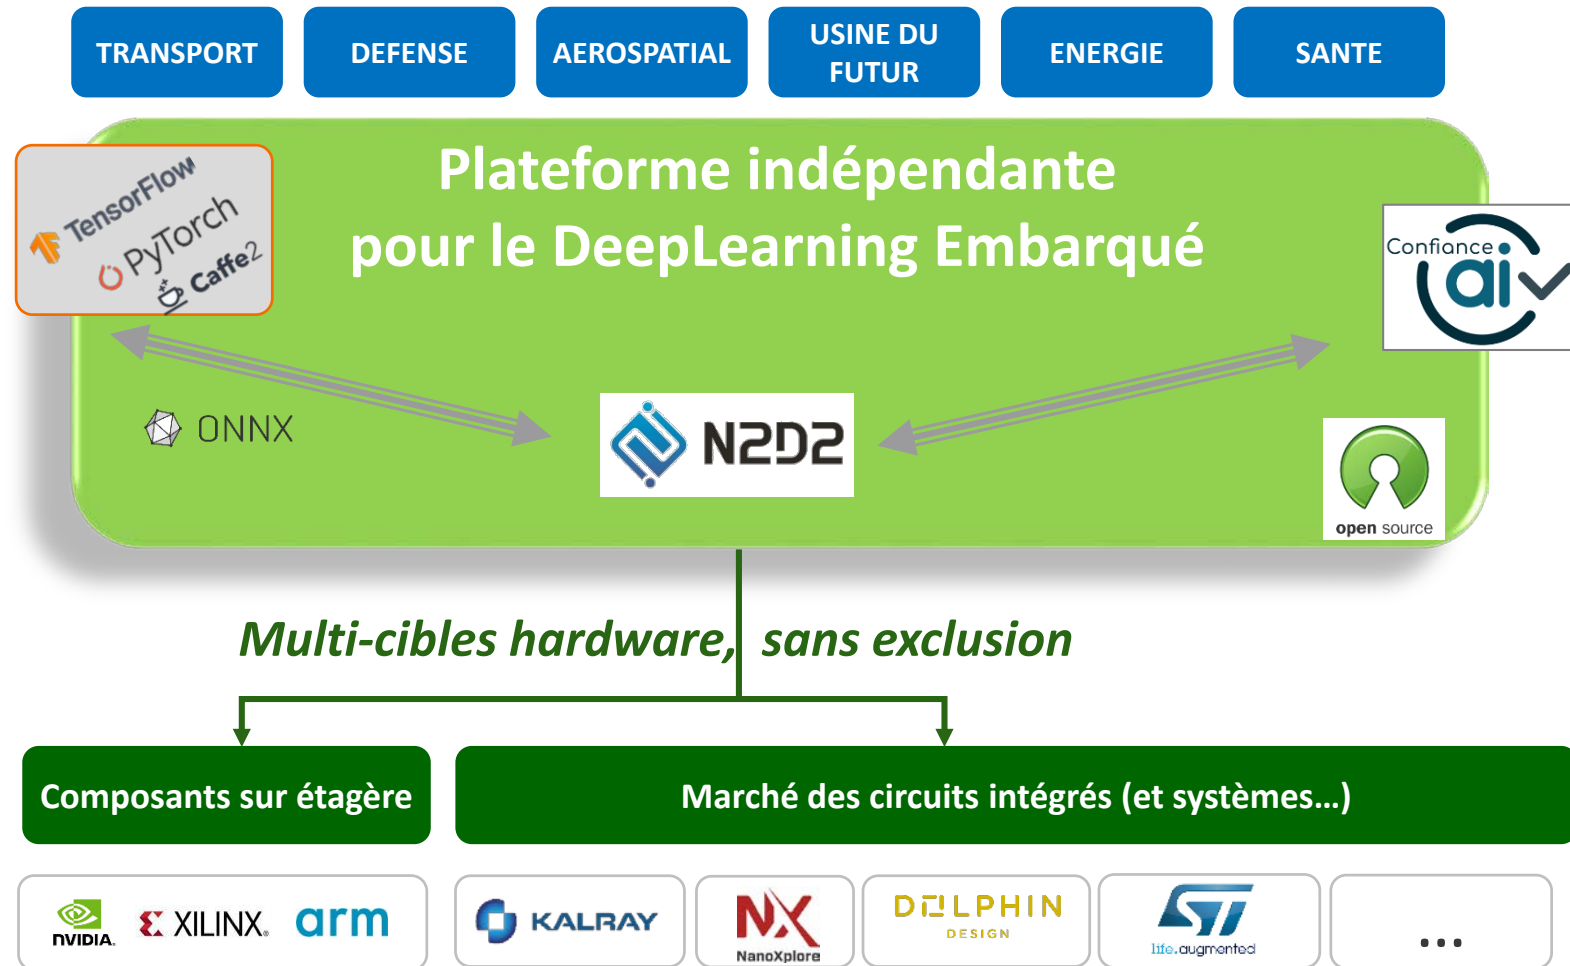 TRANSPORT
DEFENSE
AEROSPATIAL
USINE DU
FUTUR
ENERGIE
SANTE
Plateforme indépendante
pour le DeepLearning Embarqué
TensorFlow
PyTorch
Caffe2
Confiance
ai
ONNX
N2D2
open source
Multi-cibles hardware, sans exclusion
Composants sur étagère
Marché des circuits intégrés (et systèmes…)
NVIDIA.
XILINX.
arm
KALRAY
NX
NanoXplore
DOLPHIN
DESIGN
ST
life.augmented
...